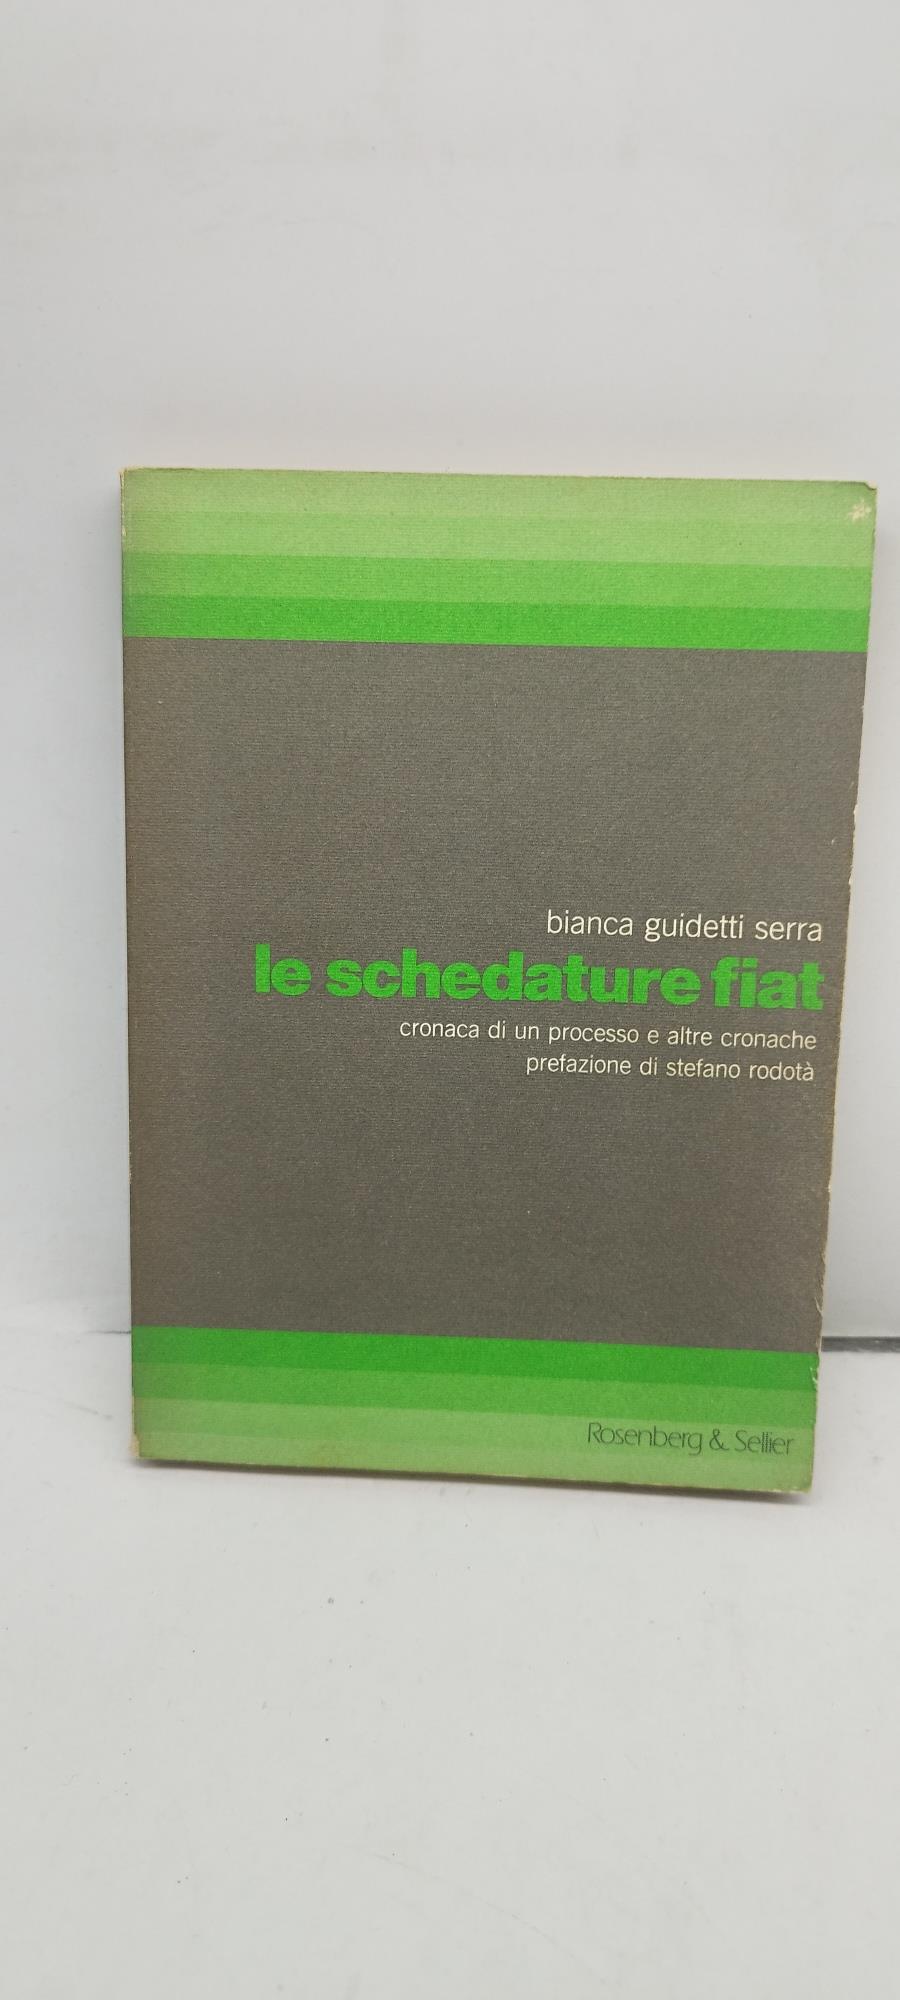 bianca guidetti serra
le schedature fiat
cronaca di un processo e altre cronache
prefazione di stefano rodotà
Rosenberg & Sellier